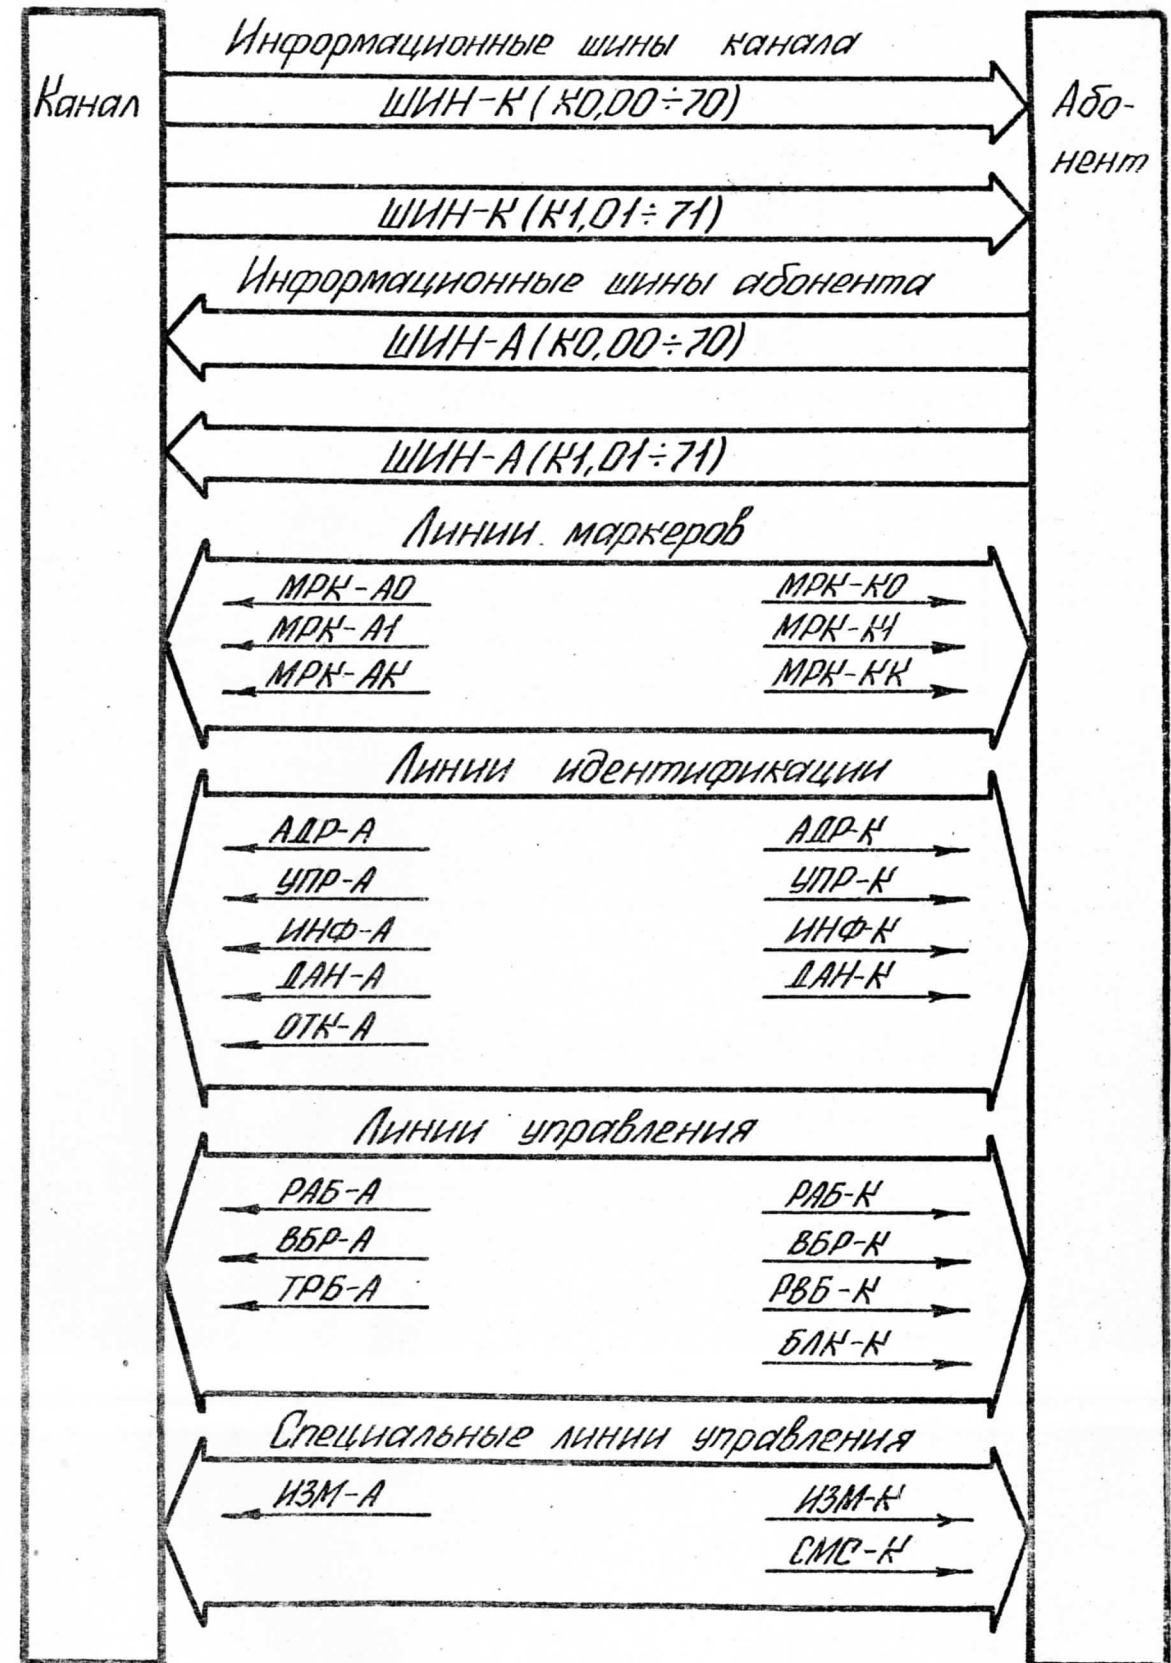 Информационные шины канала
Канал
ШИН-К (К0,00÷70)
Або-
нент
ШИН-К (К1,01÷71)
Информационные шины абонента
ШИН-А (К0,00÷70)
ШИН-А (К1,01÷71)
Линии маркеров
МРК-А0
МРК-К0
МРК-А1
МРК-К1
МРК-АК
МРК-КК
Линии идентификации
АДР-А
АДР-К
УПР-А
УПР-К
ИНФ-А
ИНФ-К
ДАН-А
ДАН-К
ОТК-А
Линии управления
РАБ-А
РАБ-К
ВБР-А
ВБР-К
ТРБ-А
РВБ-К
БЛК-К
Специальные линии управления
ИЗМ-А
ИЗМ-К
СМС-К